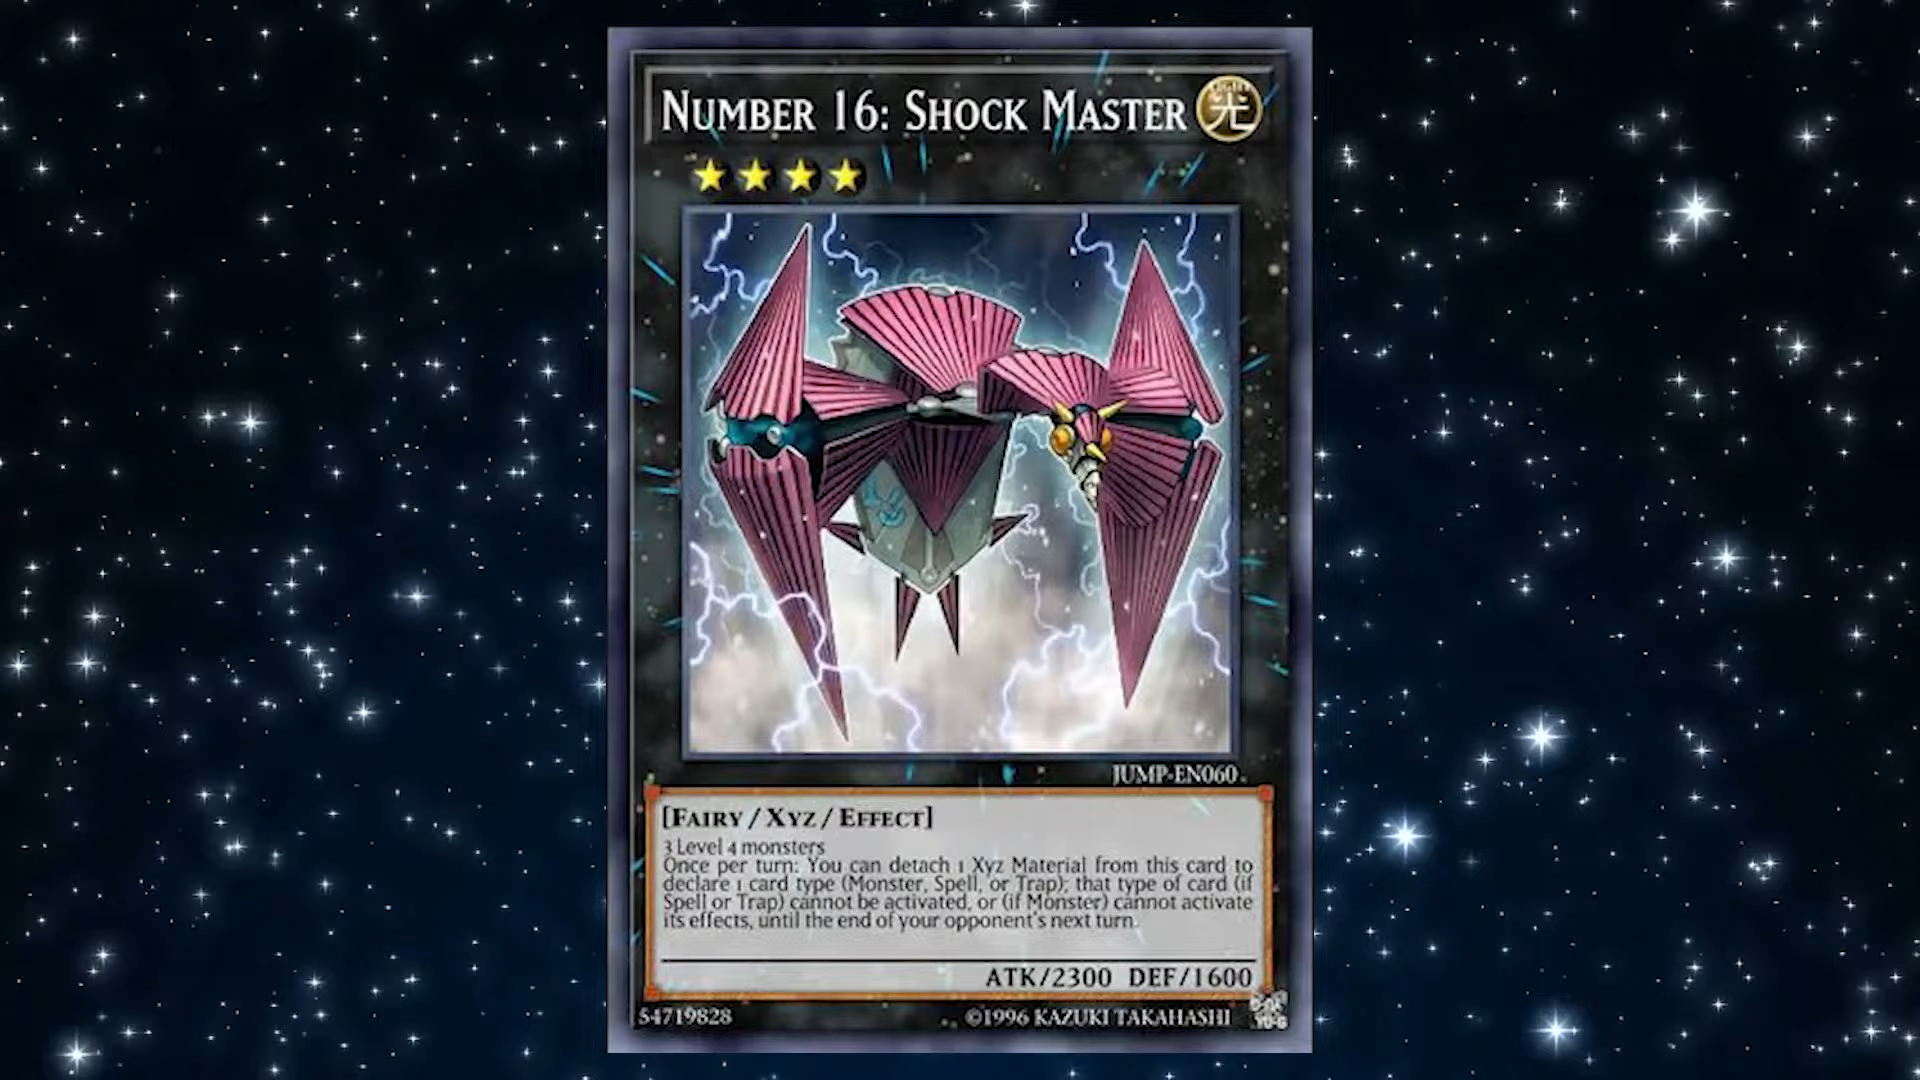 NUMBER 16: SHOCK MASTER
LIGHT
光
JUMP-EN060
[FAIRY / XYZ / EFFECT]
3 Level 4 monsters
Once per turn: You can detach 1 Xyz Material from this card to
declare 1 card type (Monster, Spell, or Trap); that type of card (if
Spell or Trap) cannot be activated, or (if Monster) cannot activate
its effects, until the end of your opponent's next turn.
ATK/2300 DEF/1600
54719828
©1996 KAZUKI TAKAHASHI